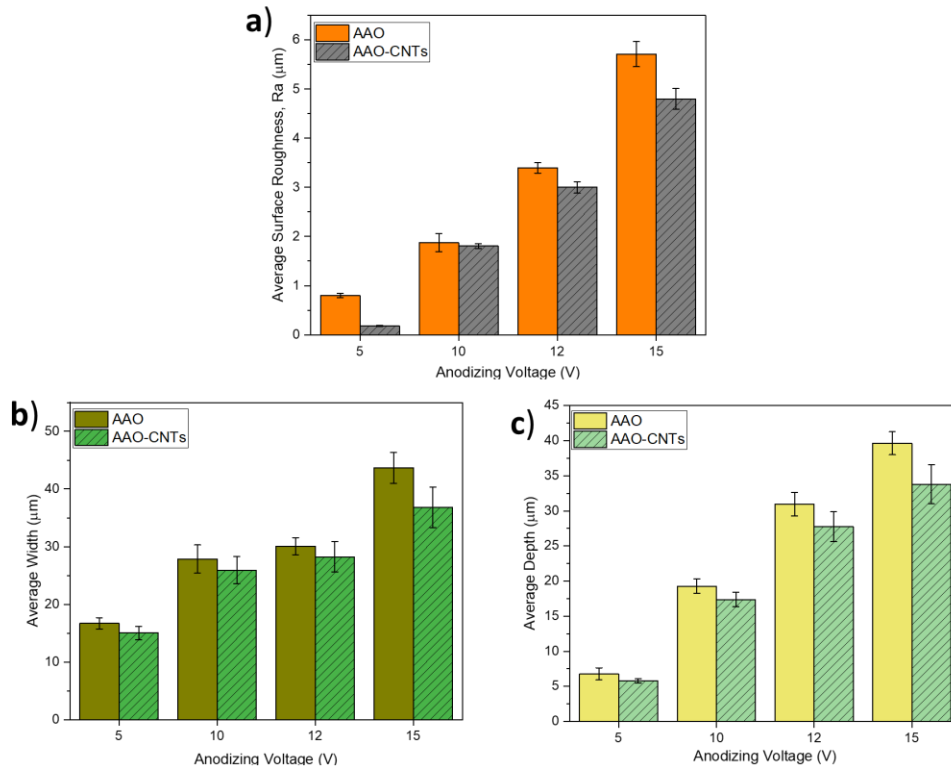 a)
AAO
AAO-CNTs
Average Surface Roughness, Ra (μm)
6
5
4
3
2
1
0
5 10 12 15
Anodizing Voltage (V)
b)
AAO
AAO-CNTs
Average Width (μm)
50
40
30
20
10
0
5 10 12 15
Anodizing Voltage (V)
c)
AAO
AAO-CNTs
Average Depth (μm)
45
40
35
30
25
20
15
10
5
0
5 10 12 15
Anodizing Voltage (V)